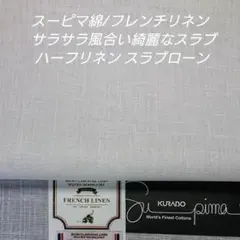 スーピマ綿/フレンチリネン
サラサラ風合い綺麗なスラブ
ハーフリネン スラブローン
FRENCH LINEN
KURABO
Supima
World's Finest Cottons